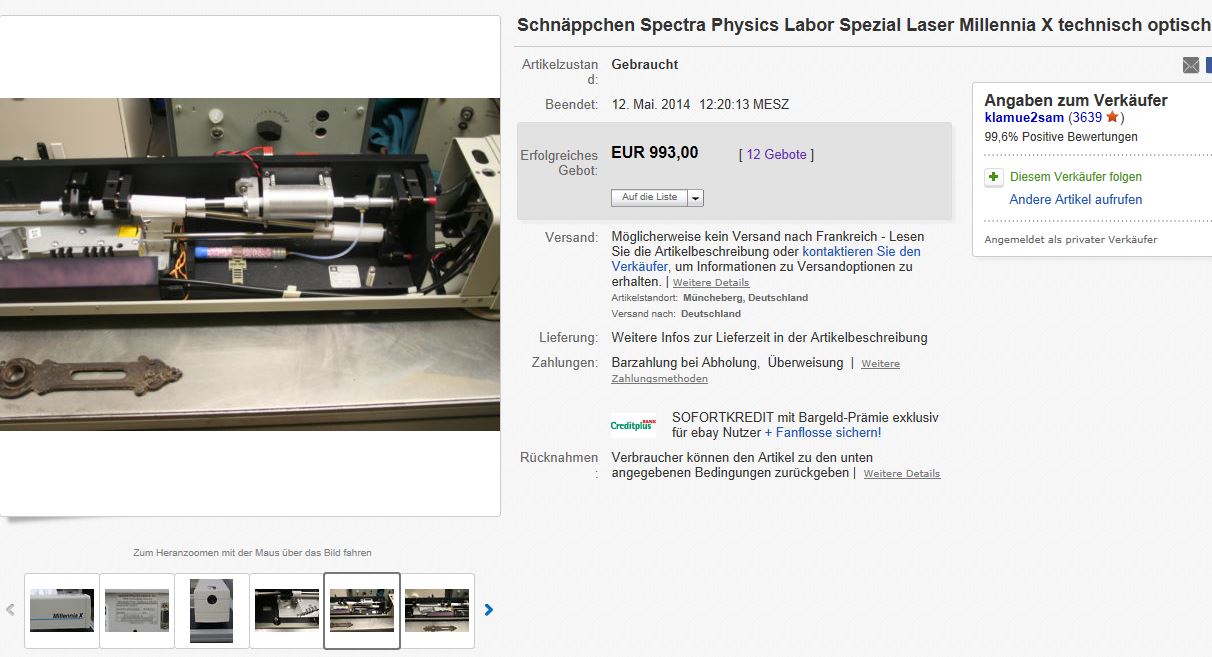 Schnäppchen Spectra Physics Labor Spezial Laser Millennia X technisch optisch
Artikelzustan
d:
Gebraucht
Beendet:
12. Mai. 2014 12:20:13 MESZ
Erfolgreiches
Gebot:
EUR 993,00
[ 12 Gebote ]
Auf die Liste
Versand:
Möglicherweise kein Versand nach Frankreich - Lesen
Sie die Artikelbeschreibung oder kontaktieren Sie den
Verkäufer, um Informationen zu Versandoptionen zu
erhalten. | Weitere Details
Artikelstandort: Müncheberg, Deutschland
Versand nach: Deutschland
Lieferung:
Weitere Infos zur Lieferzeit in der Artikelbeschreibung
Zahlungen:
Barzahlung bei Abholung, Überweisung | Weitere
Zahlungsmethoden
Creditplus BANK
SOFORTKREDIT mit Bargeld-Prämie exklusiv
für ebay Nutzer + Fanflosse sichern!
Rücknahmen
:
Verbraucher können den Artikel zu den unten
angegebenen Bedingungen zurückgeben | Weitere Details
Angaben zum Verkäufer
klamue2sam (3639 )
99,6% Positive Bewertungen
Diesem Verkäufer folgen
Andere Artikel aufrufen
Angemeldet als privater Verkäufer
Zum Heranzoomen mit der Maus über das Bild fahren
Millennia X